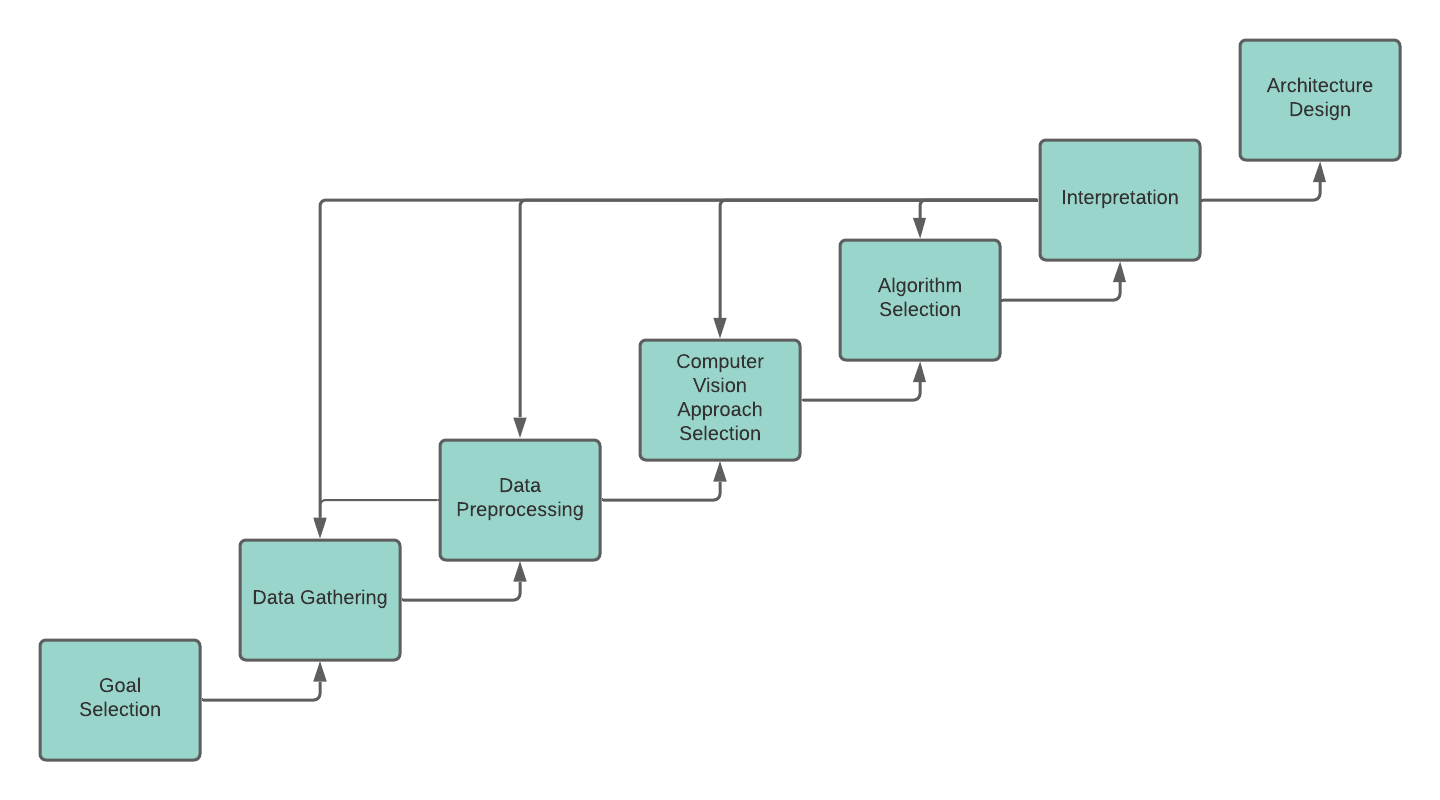 Architecture
Design
Interpretation
Algorithm
Selection
Computer
Vision
Approach
Selection
Data
Preprocessing
Data Gathering
Goal
Selection